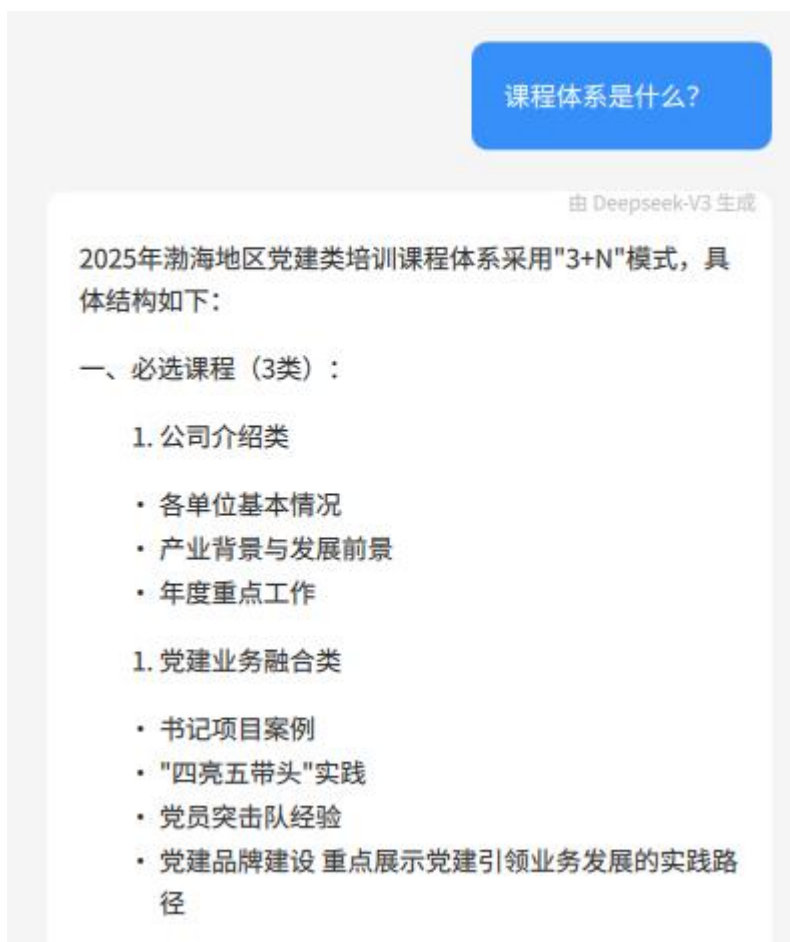 课程体系是什么？
由 Deepseek-V3 生成
2025年渤海地区党建类培训课程体系采用"3+N"模式，具
体结构如下：
一、必选课程（3类）：
1. 公司介绍类
• 各单位基本情况
• 产业背景与发展前景
• 年度重点工作
1. 党建业务融合类
• 书记项目案例
• "四亮五带头"实践
• 党员突击队经验
• 党建品牌建设 重点展示党建引领业务发展的实践路
径